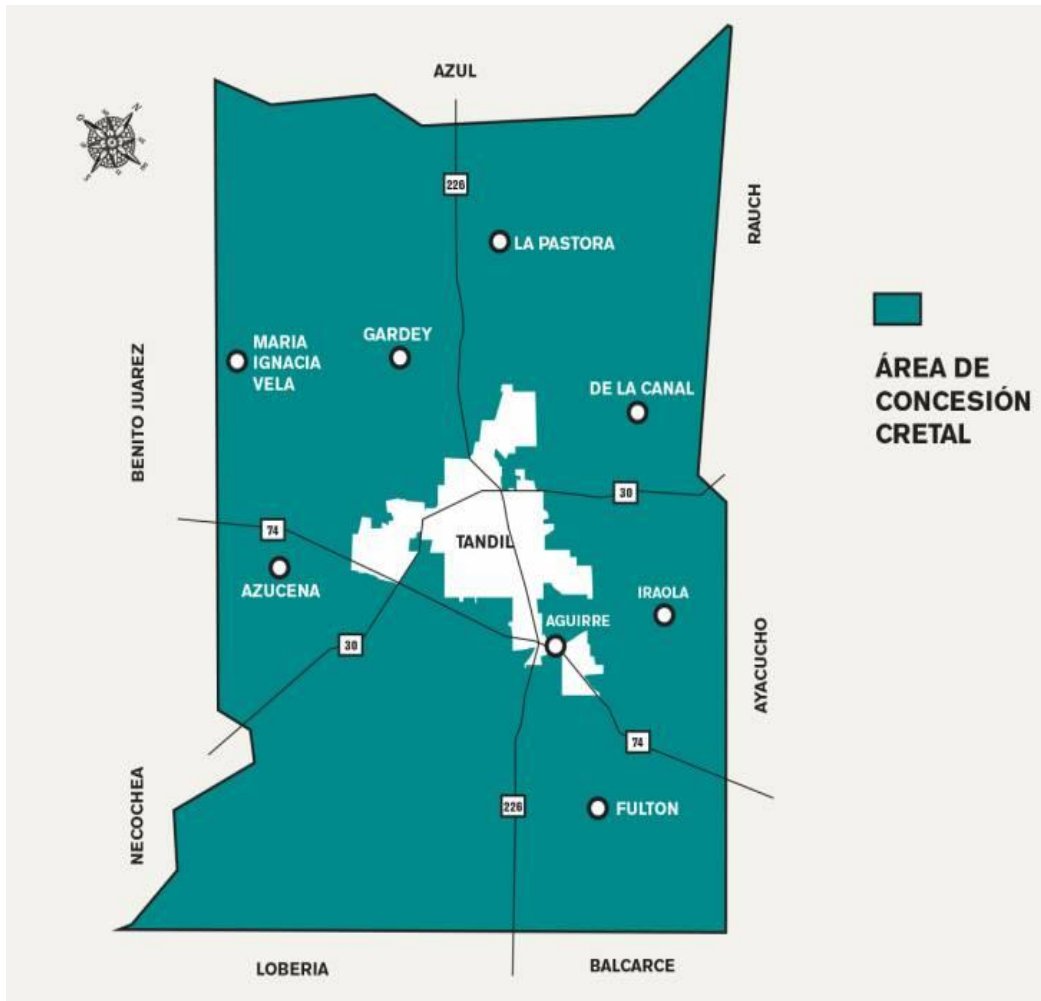 AZUL
226
RAUCH
LA PASTORA
GARDEY
MARIA
IGNACIA
VELA
DE LA CANAL
BENITO JUAREZ
ÁREA DE
CONCESIÓN
CRETAL
30
74
TANDIL
AZUCENA
IRAOLA
AGUIRRE
30
AYACUCHO
74
NECOCHEA
226
FULTON
LOBERIA
BALCARCE